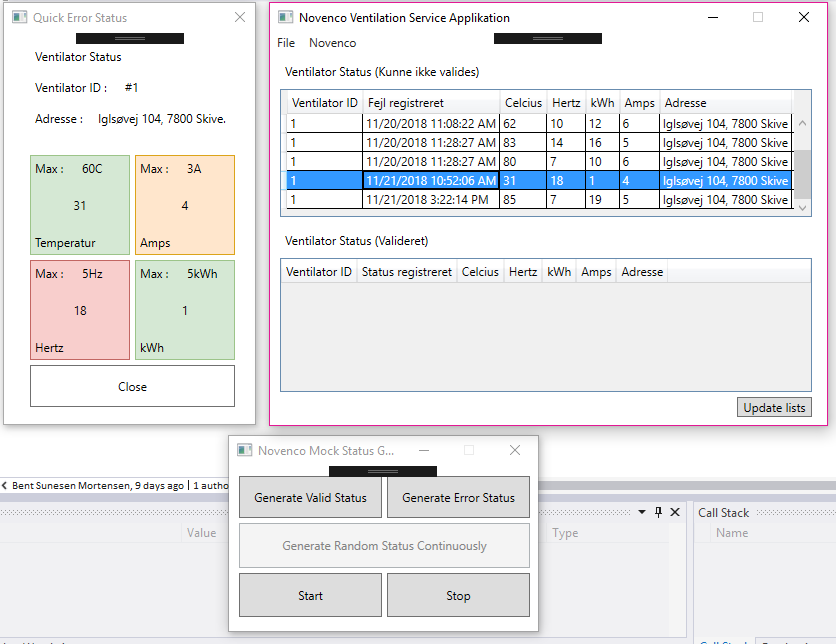 Quick Error Status
Ventilator Status
Ventilator ID : #1
Adresse : Iglsøvej 104, 7800 Skive.
Max : 60C
31
Temperatur
Max : 3A
4
Amps
Max : 5Hz
18
Hertz
Max : 5kWh
1
kWh
Close
Novenco Ventilation Service Applikation
File Novenco
Ventilator Status (Kunne ikke valides)
Ventilator ID Fejl registreret Celcius Hertz kWh Amps Adresse
1 11/20/2018 11:08:22 AM 62 10 12 6 Iglsøvej 104, 7800 Skive
1 11/20/2018 11:28:27 AM 83 14 16 5 Iglsøvej 104, 7800 Skive
1 11/20/2018 11:28:27 AM 80 7 10 6 Iglsøvej 104, 7800 Skive
1 11/21/2018 10:52:06 AM 31 18 1 4 Iglsøvej 104, 7800 Skive
1 11/21/2018 3:22:14 PM 85 7 19 5 Iglsøvej 104, 7800 Skive
Ventilator Status (Valideret)
Ventilator ID Status registreret Celcius Hertz kWh Amps Adresse
Update lists
Novenco Mock Status G...
Generate Valid Status Generate Error Status
Generate Random Status Continuously
Start Stop
Bent Sunesen Mortensen, 9 days ago | 1 autho
Value Type
Call Stack
Name